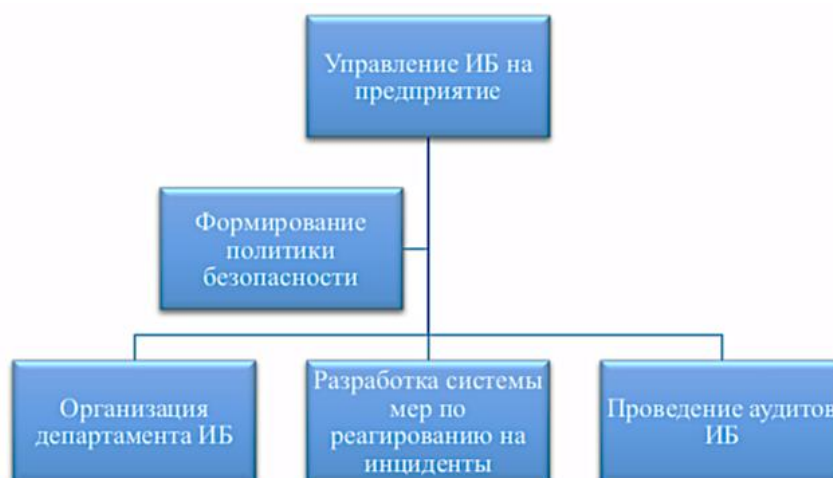 Управление ИБ на
предприятие
Формирование
политики
безопасности
Организация
департамента ИБ
Разработка системы
мер по
реагированию на
инциденты
Проведение аудитов
ИБ